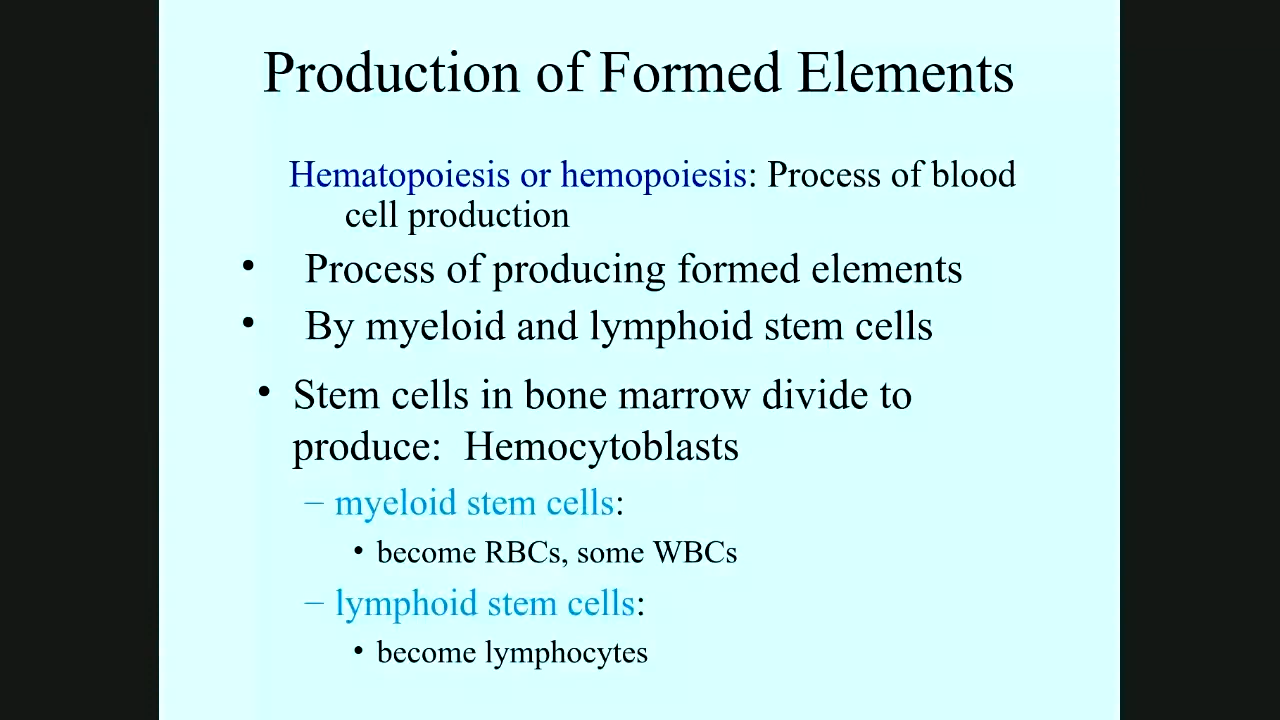 Production of Formed Elements
Hematopoiesis or hemopoiesis: Process of blood
cell production
• Process of producing formed elements
• By myeloid and lymphoid stem cells
• Stem cells in bone marrow divide to
produce: Hemocytoblasts
– myeloid stem cells:
• become RBCs, some WBCs
– lymphoid stem cells:
• become lymphocytes